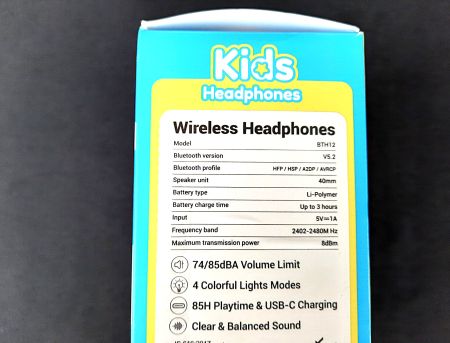 Kids
Headphones
Wireless Headphones
Model BTH12
Bluetooth version V5.2
Bluetooth profile HFP / HSP / A2DP / AVRCP
Speaker unit 40mm
Battery type Li-Polymer
Battery charge time Up to 3 hours
Input 5V⎓1A
Frequency band 2402-2480M Hz
Maximum transmission power 8dBm
74/85dBA Volume Limit
4 Colorful Lights Modes
85H Playtime & USB-C Charging
Clear & Balanced Sound